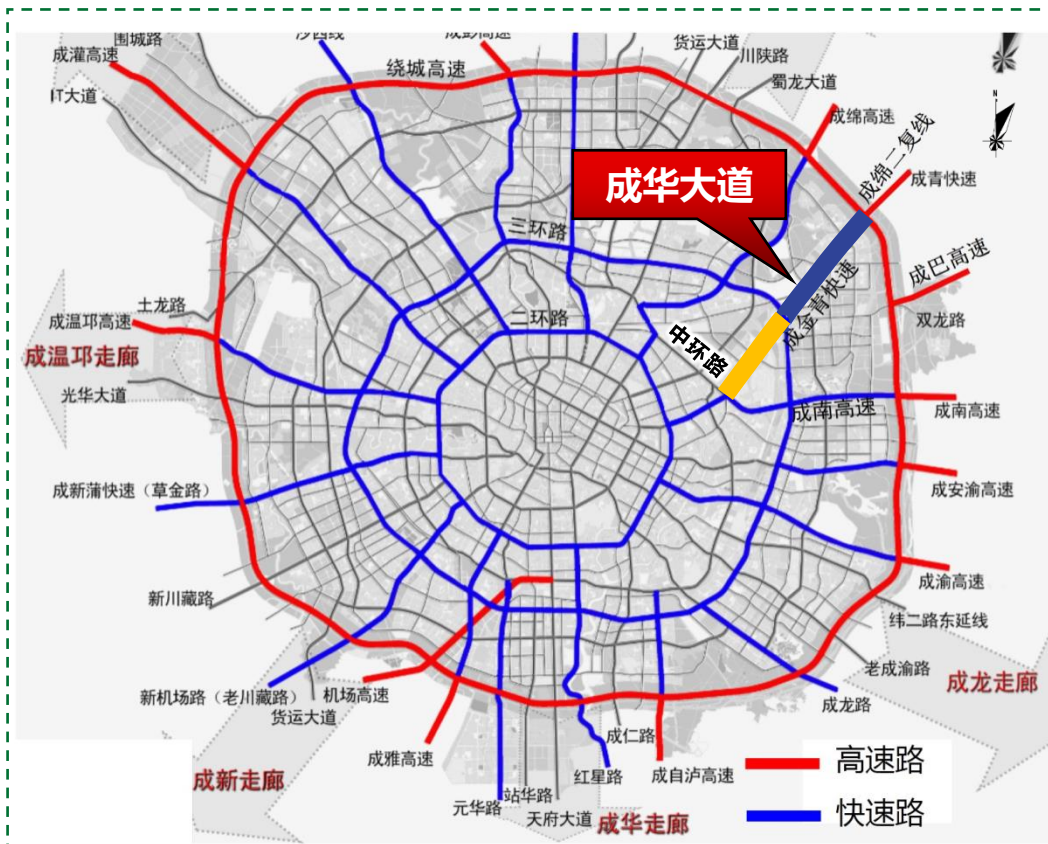 围城路
沙西线
成彭高速
货运大道
成灌高速
川陕路
绕城高速
蜀龙大道
IT大道
N
成绵高速
成绵二复线
成华大道
成青快速
三环路
成巴高速
成金青快速
土龙路
双龙路
成温邛高速
二环路
中环路
成温邛走廊
光华大道
成南高速
成南高速
成新蒲快速（草金路）
成安渝高速
成渝高速
新川藏路
纬二路东延线
老成渝路
成龙走廊
新机场路（老川藏路）
机场高速
货运大道
成龙路
成仁路
成雅高速
高速路
成新走廊
红星路
成自泸高速
站华路
元华路
天府大道
成华走廊
快速路